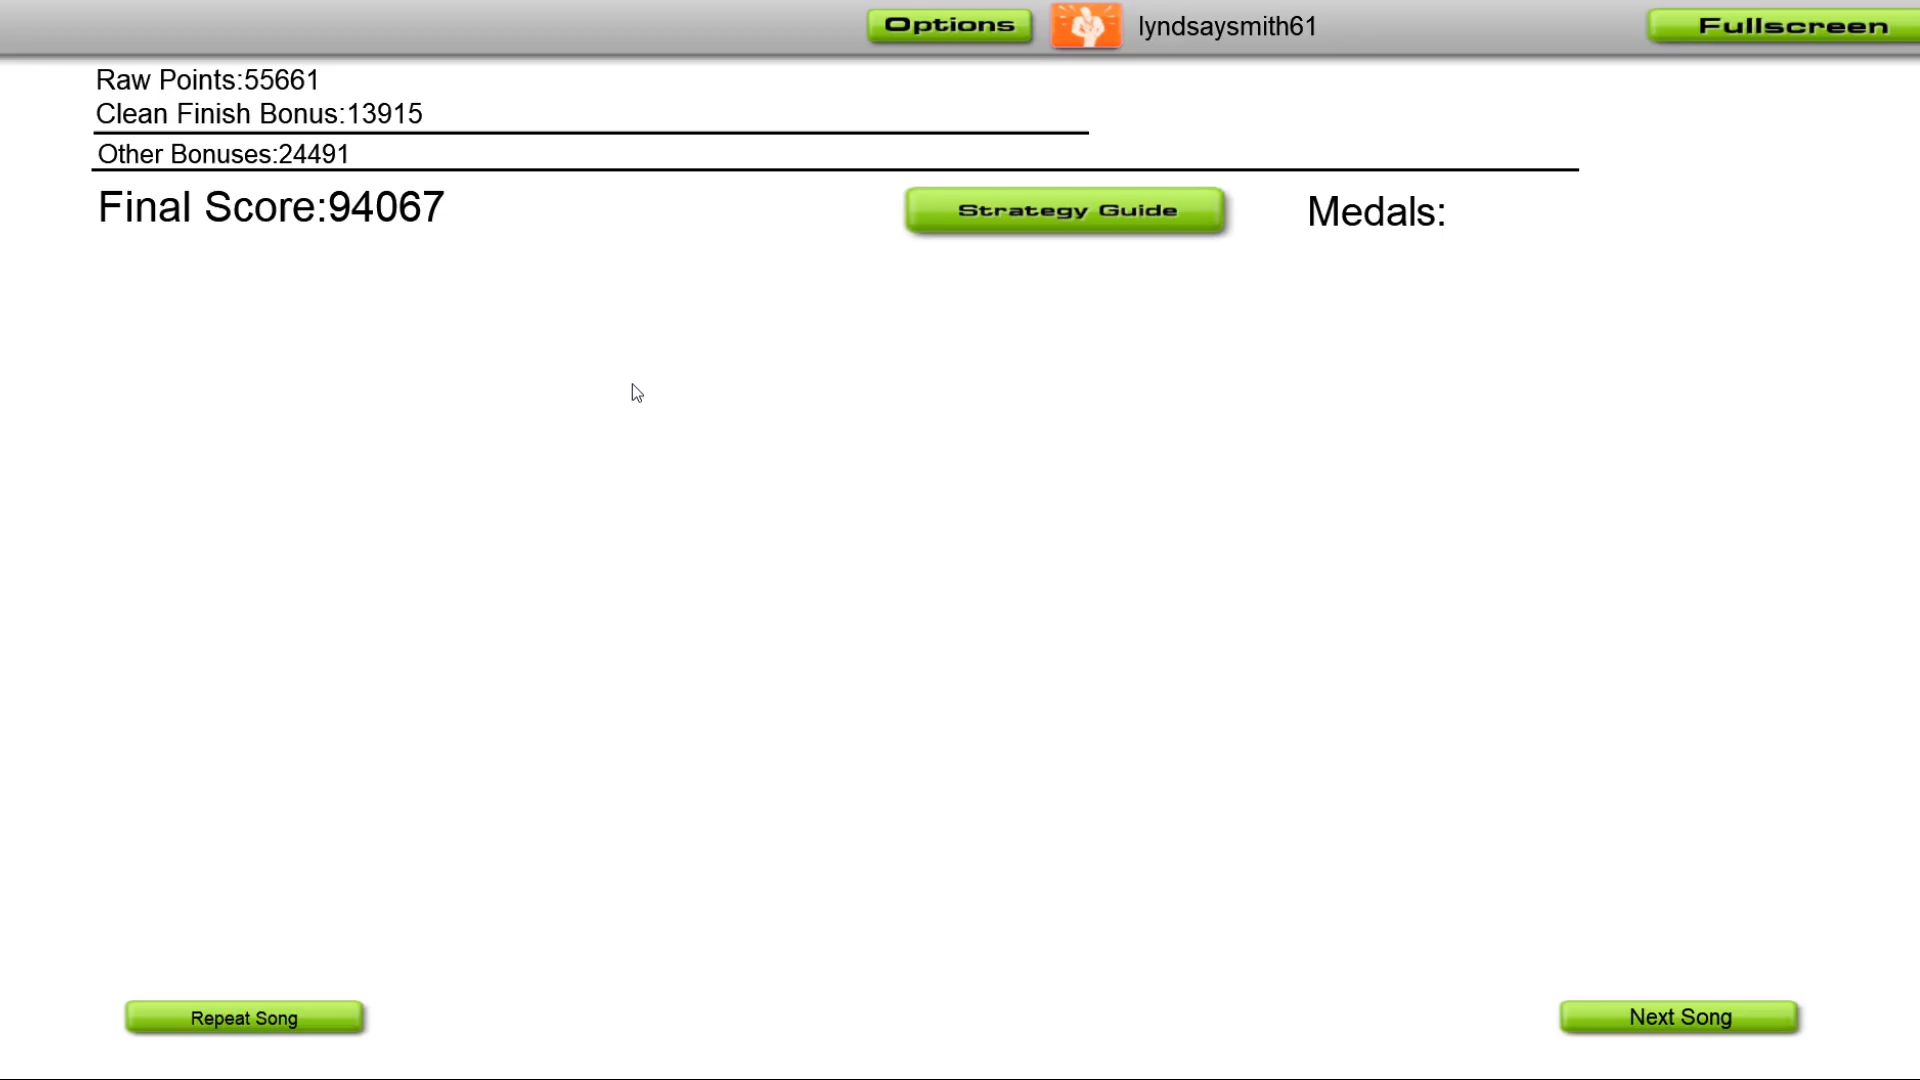 Options
lyndsaysmith61
Fullscreen
Raw Points:55661
Clean Finish Bonus:13915
Other Bonuses:24491
Final Score:94067
Strategy Guide
Medals:
Repeat Song
Next Song